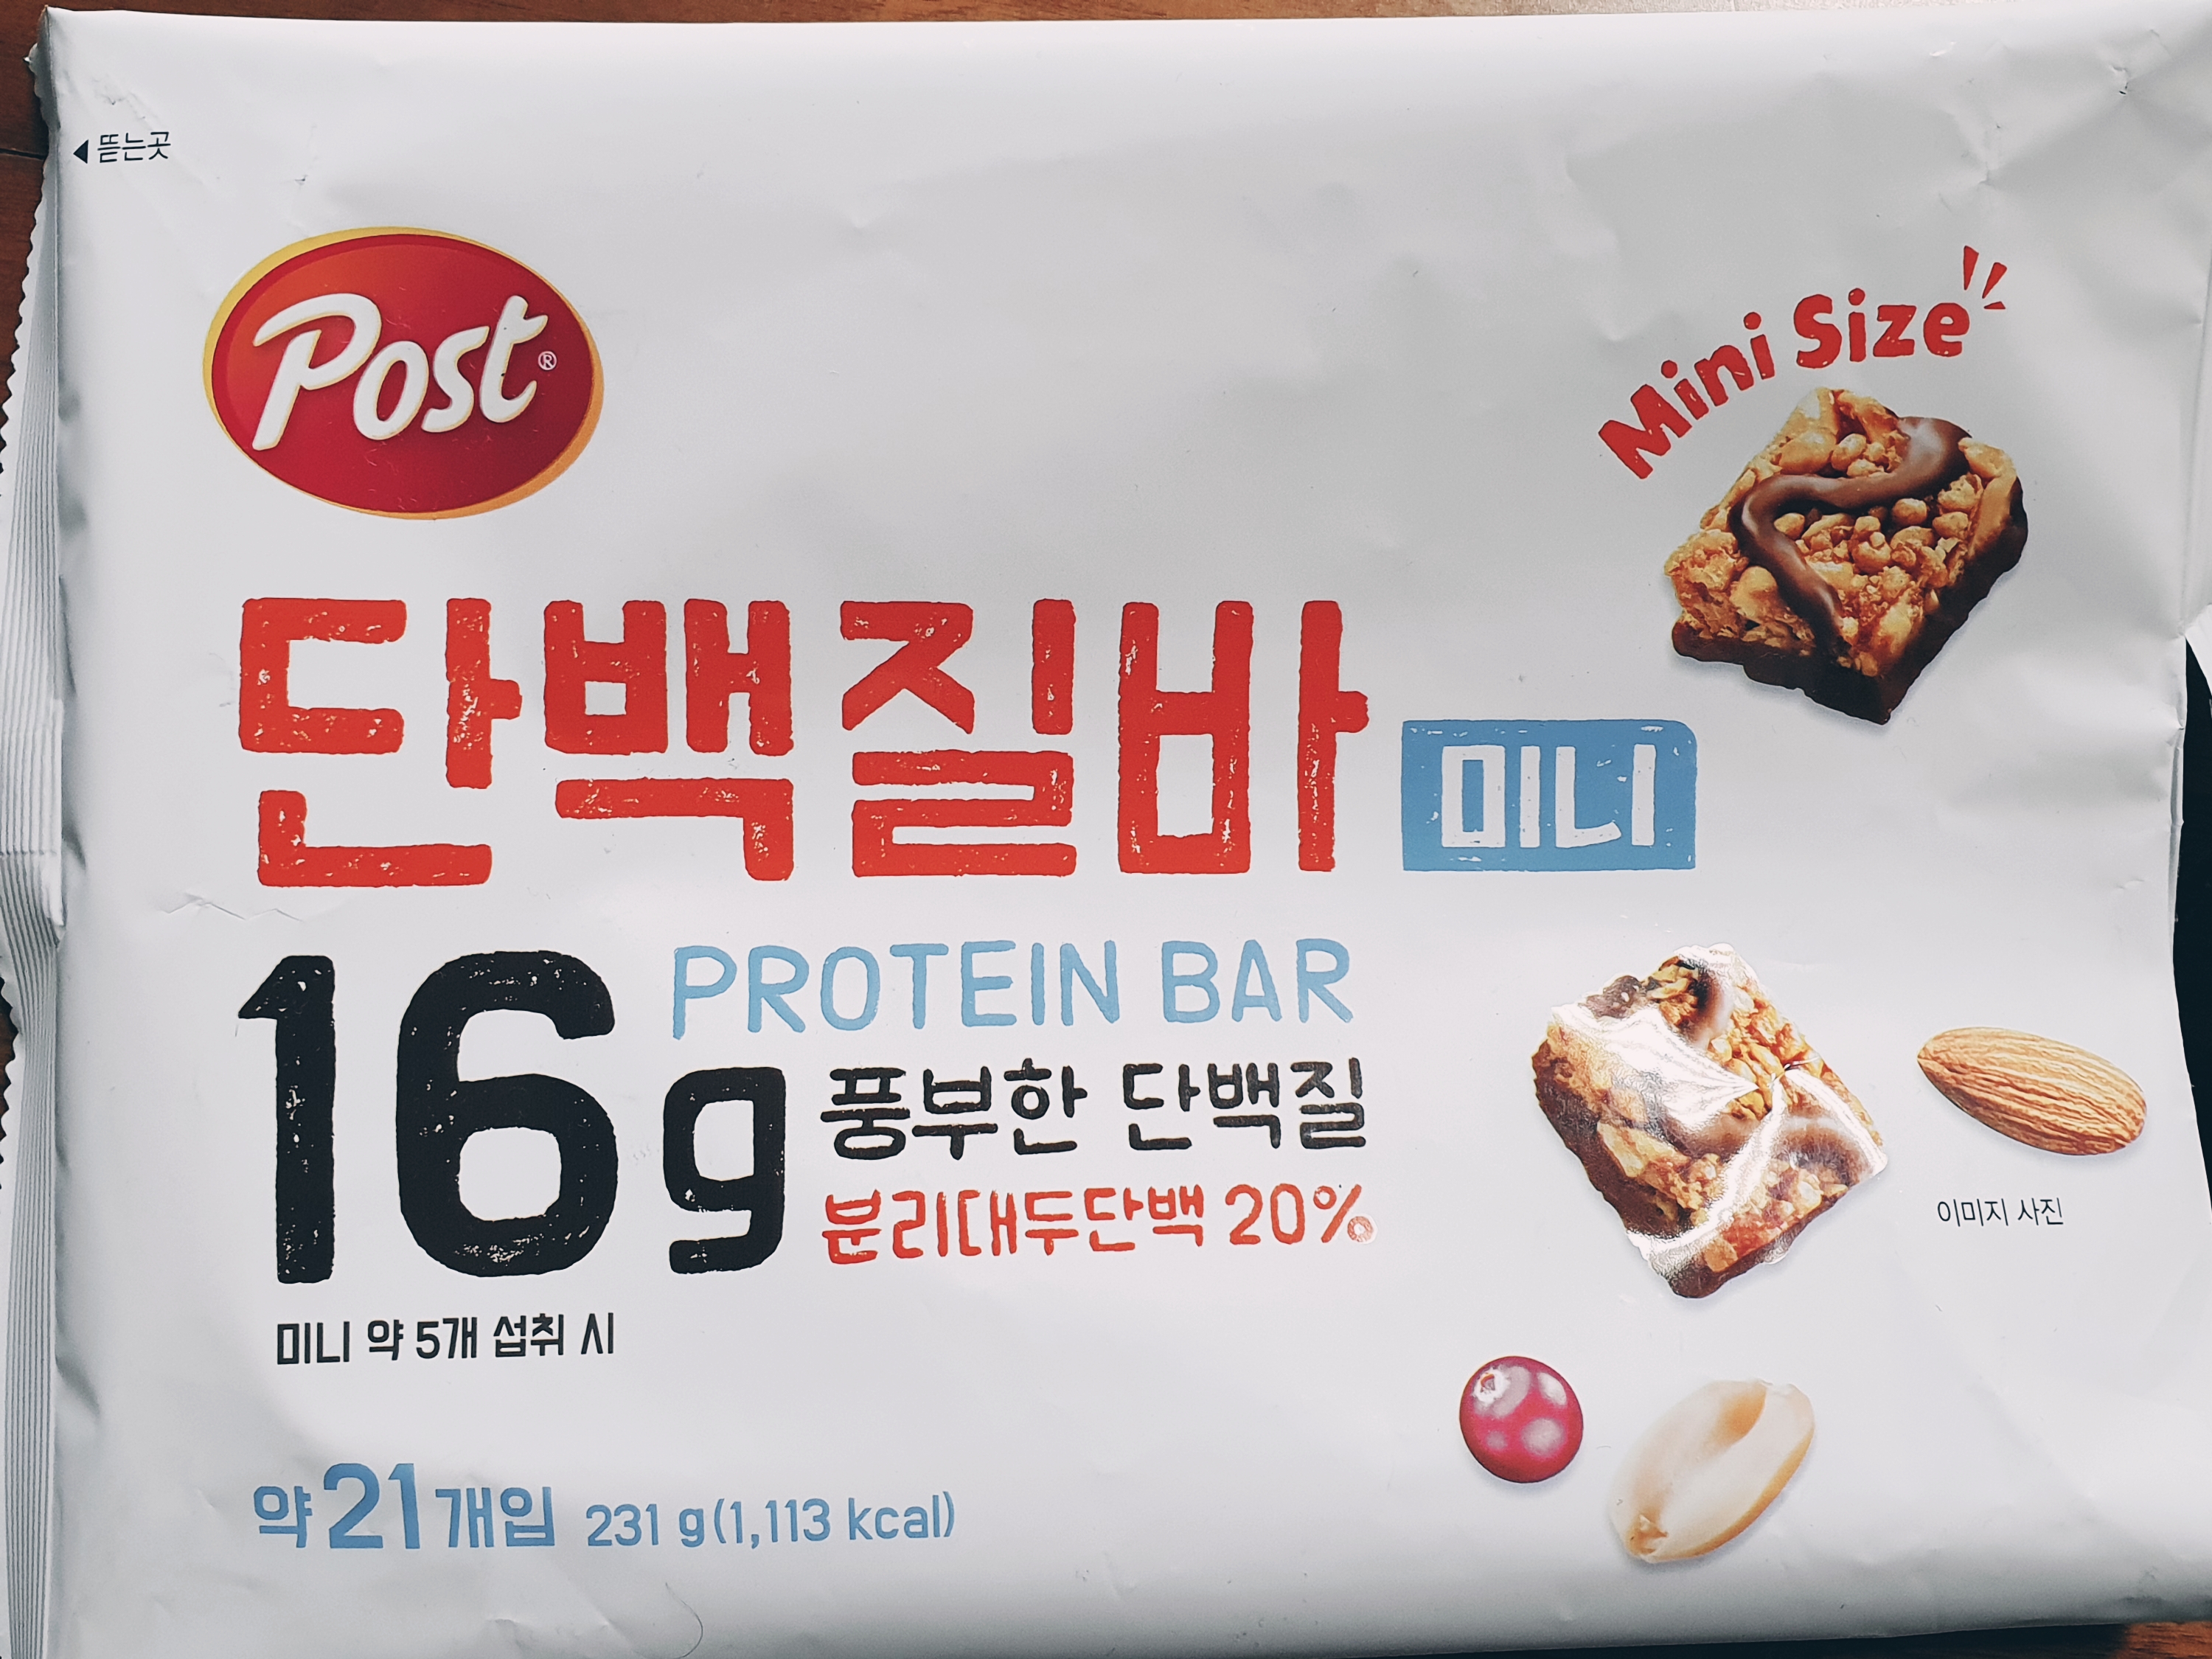 ◀뜯는곳
Post®
Mini Size
단백질바 미니
16g PROTEIN BAR
풍부한 단백질
분리대두단백 20%
미니 약 5개 섭취 시
이미지 사진
약 21개입 231 g(1,113 kcal)